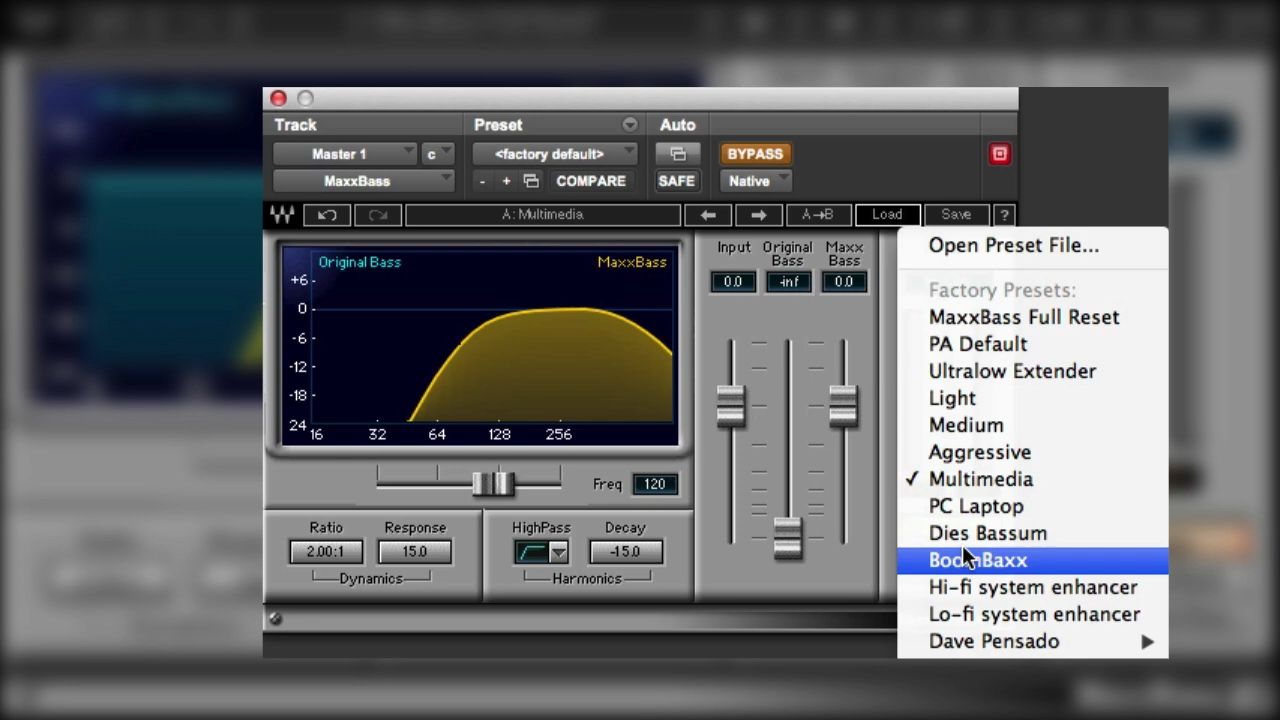 Track Preset Auto
Master 1 c <factory default> BYPASS
MaxxBass - + COMPARE SAFE Native
A: Multimedia A→B Load Save ?
Original Bass MaxxBass
+6
0
-6
-12
-18
24
16 32 64 128 256
Freq 120
Ratio Response HighPass Decay
2.00:1 15.0 -15.0
Dynamics Harmonics
Input Original Bass Maxx Bass
0.0 -inf 0.0
Open Preset File...
Factory Presets:
MaxxBass Full Reset
PA Default
Ultralow Extender
Light
Medium
Aggressive
✓ Multimedia
PC Laptop
Dies Bassum
BoomBaxx
Hi-fi system enhancer
Lo-fi system enhancer
Dave Pensado